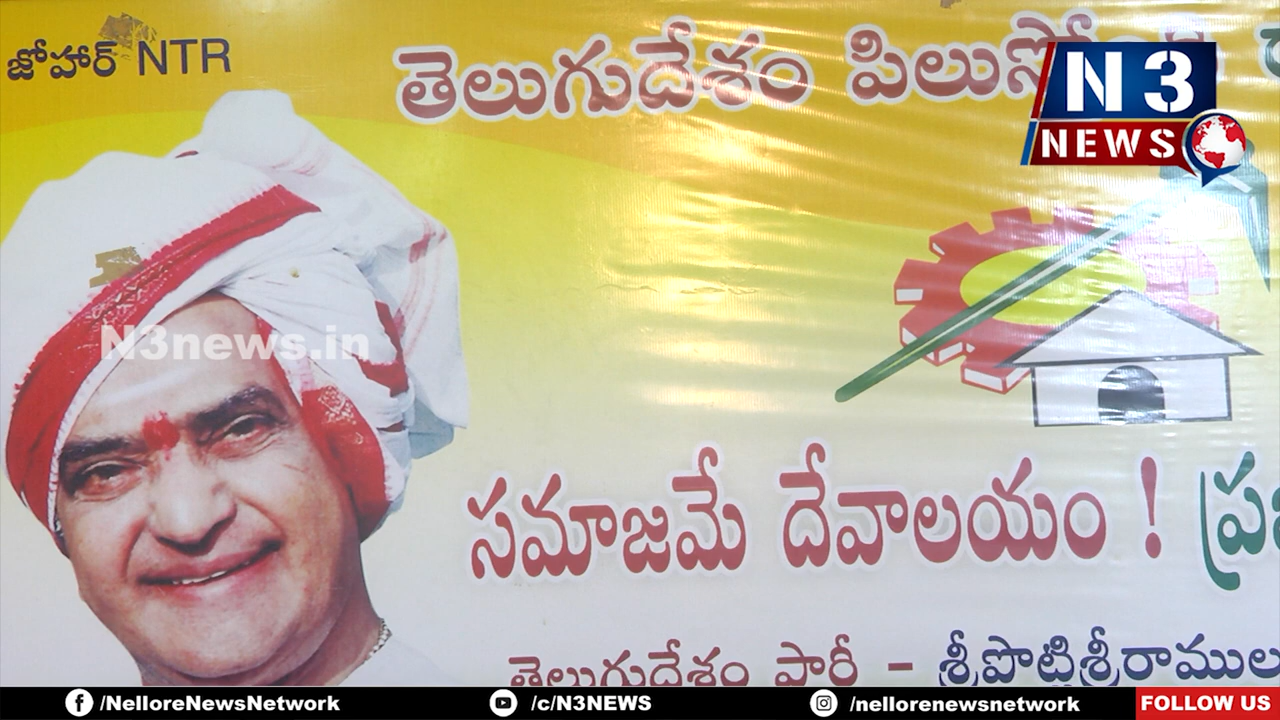 జోహార్ NTR
తెలుగుదేశం
N3
NEWS
N3news.in
సమాజమే దేవాలయం !
తెలుగుదేశం పార్టీ -
/NelloreNewsNetwork
/c/N3NEWS
/nellorenewsnetwork
FOLLOW US